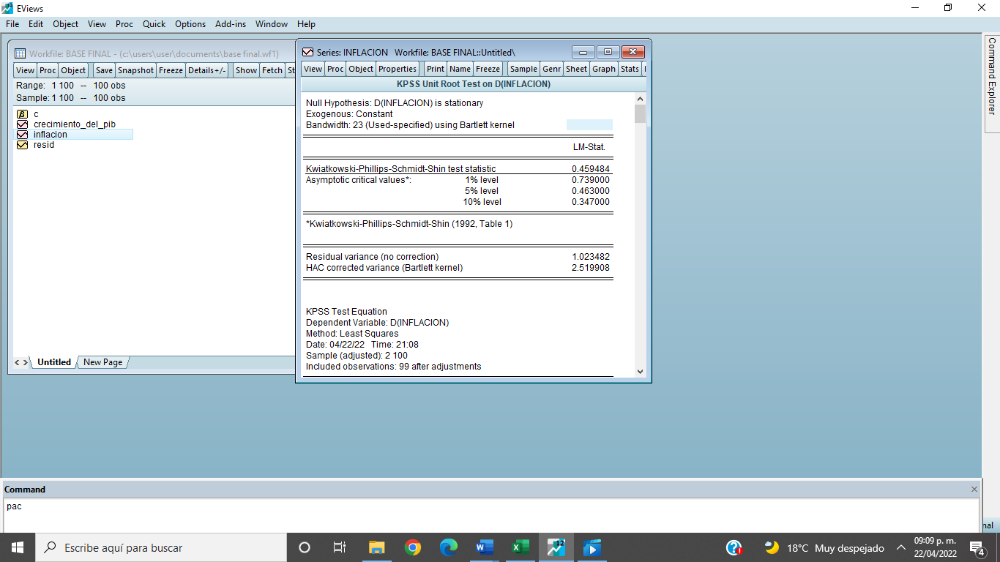 EViews
File Edit Object View Proc Quick Options Add-ins Window Help
Workfile: BASE FINAL - (c:\users\user\documents\base final.wf1)
View Proc Object Save Snapshot Freeze Details+/- Show Fetch St
Range: 1 100 -- 100 obs
Sample: 1 100 -- 100 obs
β c
crecimiento_del_pib
inflacion
resid
Untitled New Page
Series: INFLACION Workfile: BASE FINAL::Untitled\
View Proc Object Properties Print Name Freeze Sample Genr Sheet Graph Stats
KPSS Unit Root Test on D(INFLACION)
Null Hypothesis: D(INFLACION) is stationary
Exogenous: Constant
Bandwidth: 23 (Used-specified) using Bartlett kernel
LM-Stat.
Kwiatkowski-Phillips-Schmidt-Shin test statistic 0.459484
Asymptotic critical values*: 1% level 0.739000
5% level 0.463000
10% level 0.347000
*Kwiatkowski-Phillips-Schmidt-Shin (1992, Table 1)
Residual variance (no correction) 1.023482
HAC corrected variance (Bartlett kernel) 2.519908
KPSS Test Equation
Dependent Variable: D(INFLACION)
Method: Least Squares
Date: 04/22/22 Time: 21:08
Sample (adjusted): 2 100
Included observations: 99 after adjustments
Command Explorer
Command
pac
nal
Escribe aquí para buscar
12
18°C Muy despejado
09:09 p. m.
22/04/2022
4